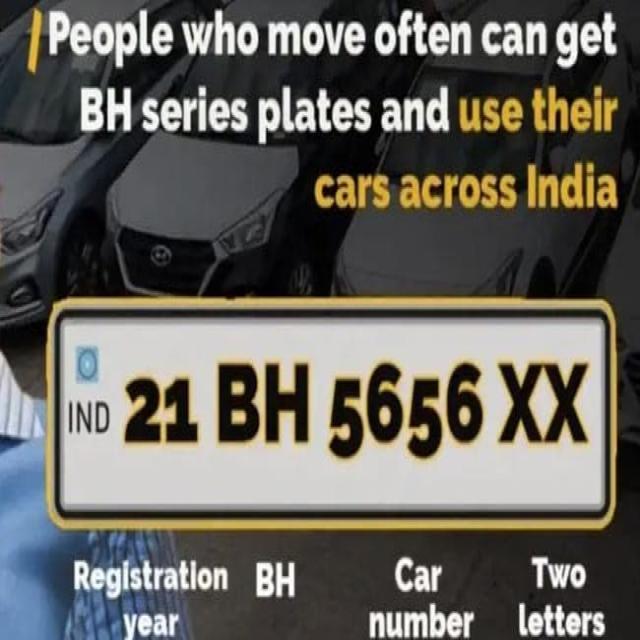 People who move often can get
BH series plates and use their
cars across India
IND 21 BH 5656 XX
Registration year
BH
Car number
Two letters